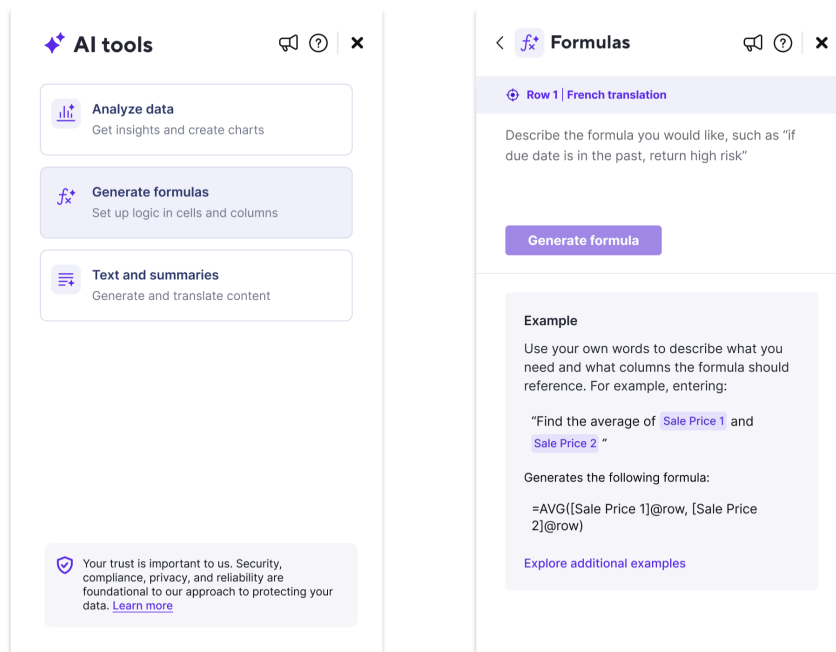 AI tools
Analyze data
Get insights and create charts
Generate formulas
Set up logic in cells and columns
Text and summaries
Generate and translate content
Your trust is important to us. Security,
compliance, privacy, and reliability are
foundational to our approach to protecting your
data. Learn more
Formulas
Row 1 | French translation
Describe the formula you would like, such as “if
due date is in the past, return high risk”
Generate formula
Example
Use your own words to describe what you
need and what columns the formula should
reference. For example, entering:
“Find the average of Sale Price 1 and
Sale Price 2 ”
Generates the following formula:
=AVG([Sale Price 1]@row, [Sale Price
2]@row)
Explore additional examples